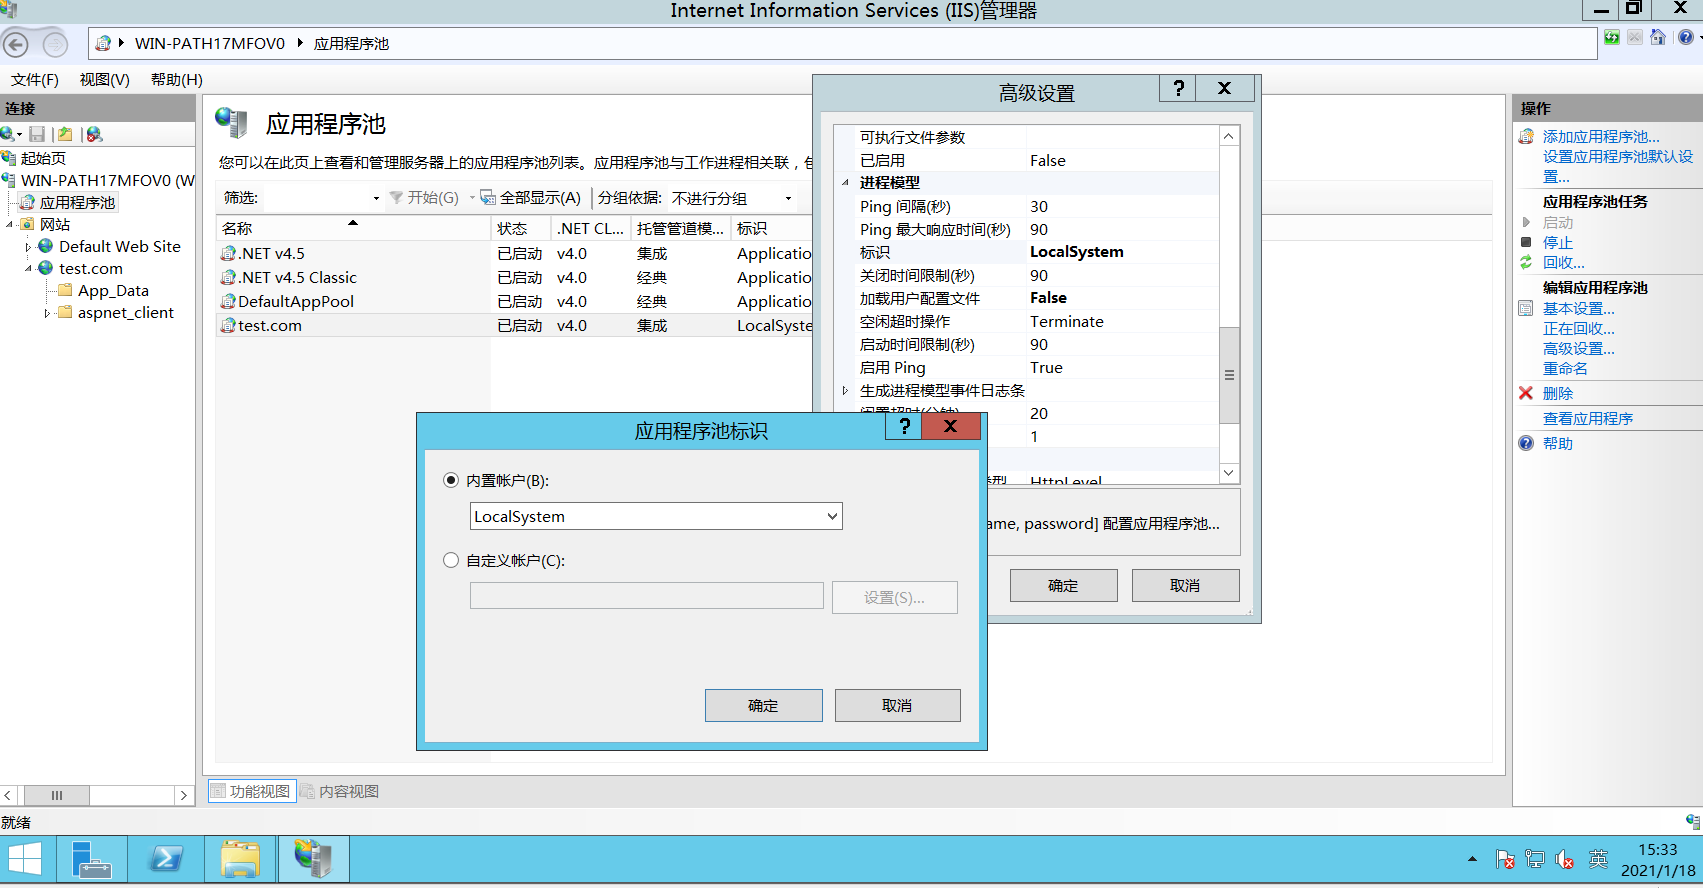 Internet Information Services (IIS)管理器
WIN-PATH17MFOV0
应用程序池
文件(F) 视图(V) 帮助(H)
连接
起始页
WIN-PATH17MFOV0 (W
应用程序池
网站
Default Web Site
test.com
App_Data
aspnet_client
应用程序池
您可以在此页上查看和管理服务器上的应用程序池列表。应用程序池与工作进程相关联，包
筛选: 开始(G) 全部显示(A) 分组依据: 不进行分组
名称 状态 .NET CL... 托管管道模... 标识
.NET v4.5 已启动 v4.0 集成 Applicatio
.NET v4.5 Classic 已启动 v4.0 经典 Applicatio
DefaultAppPool 已启动 v4.0 经典 Applicatio
test.com 已启动 v4.0 集成 LocalSyste
高级设置
? X
可执行文件参数
已启用 False
进程模型
Ping 间隔(秒) 30
Ping 最大响应时间(秒) 90
标识 LocalSystem
关闭时间限制(秒) 90
加载用户配置文件 False
空闲超时操作 Terminate
启动时间限制(秒) 90
启用 Ping True
生成进程模型事件日志条
闲置超时(分钟) 20
1
HttpLevel
ame, password] 配置应用程序池...
确定 取消
应用程序池标识
? X
内置帐户(B):
LocalSystem
自定义帐户(C):
设置(S)...
确定 取消
操作
添加应用程序池...
设置应用程序池默认设
置...
应用程序池任务
启动
停止
回收...
编辑应用程序池
基本设置...
正在回收...
高级设置...
重命名
删除
查看应用程序
帮助
功能视图 内容视图
就绪
英
15:33
2021/1/18